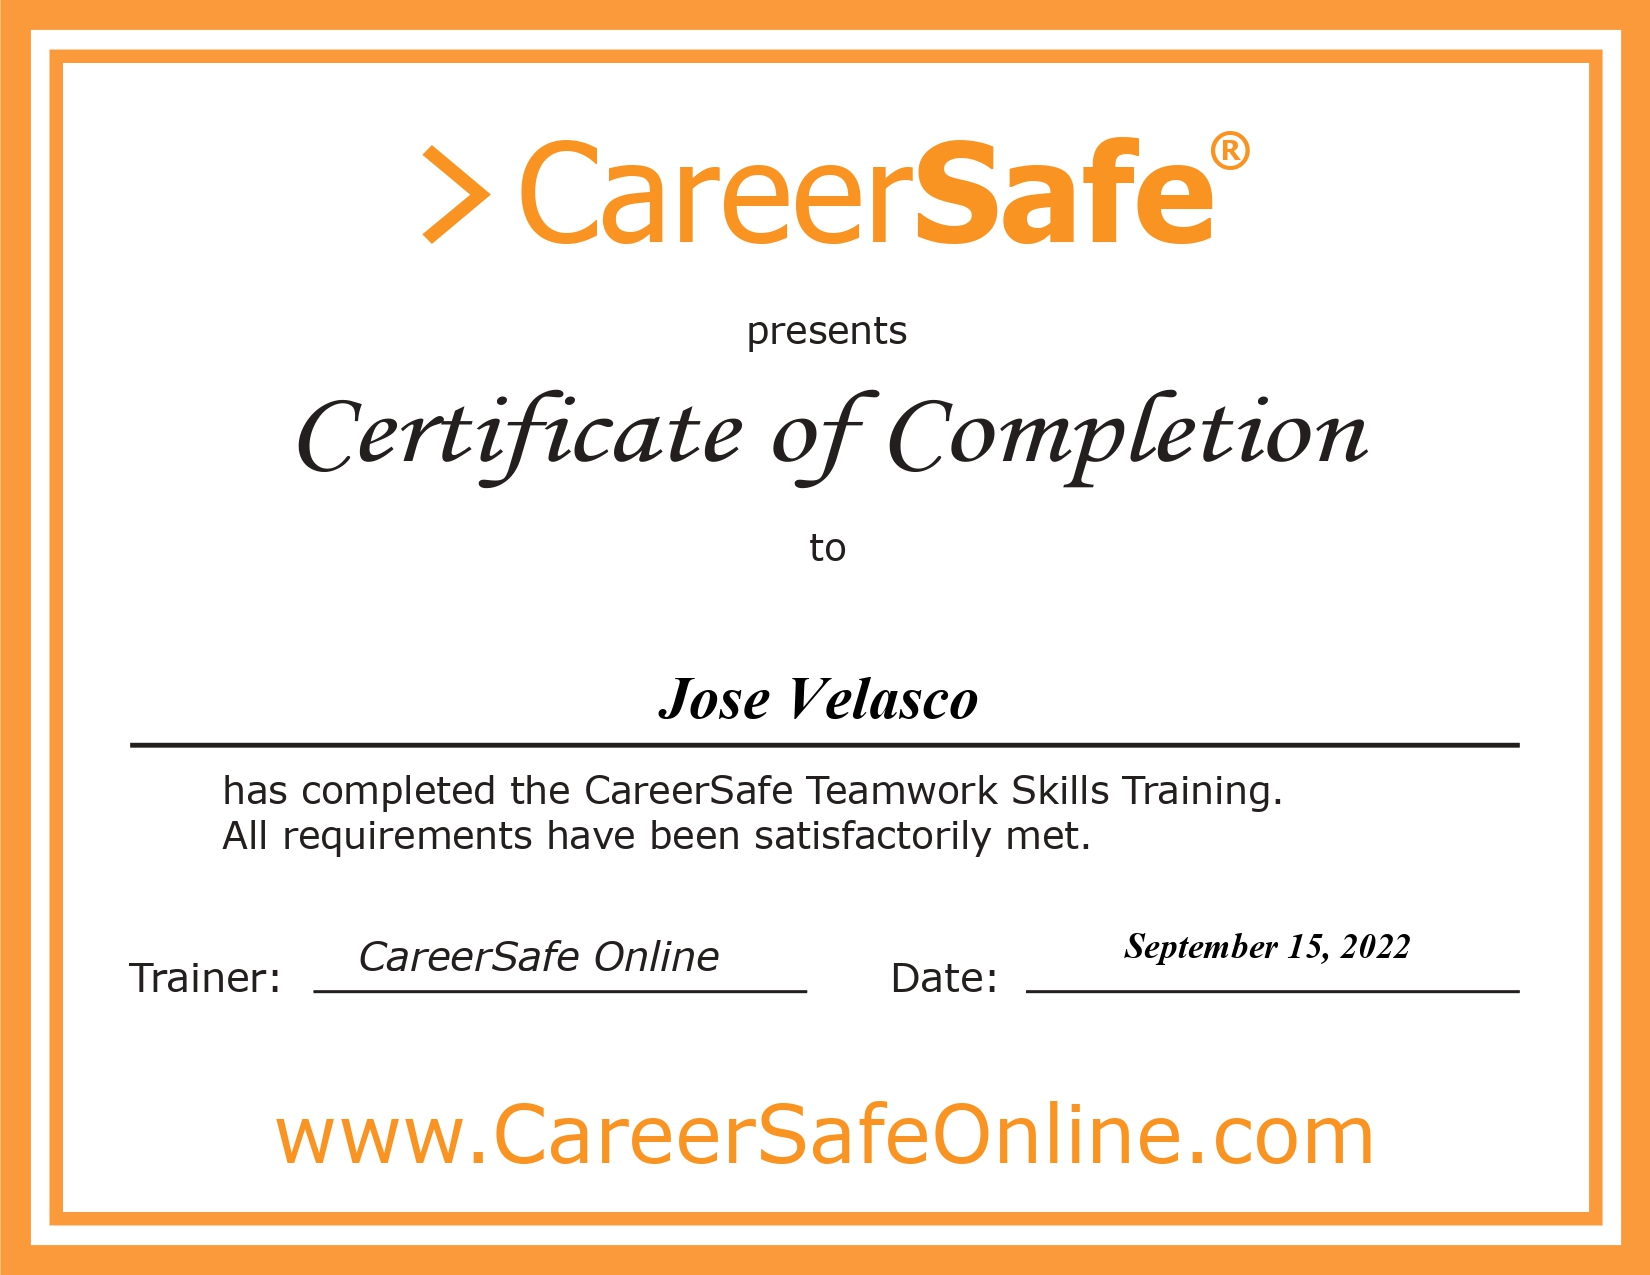 > CareerSafe®
presents
Certificate of Completion
to
Jose Velasco
has completed the CareerSafe Teamwork Skills Training.
All requirements have been satisfactorily met.
Trainer: CareerSafe Online Date: September 15, 2022
www.CareerSafeOnline.com